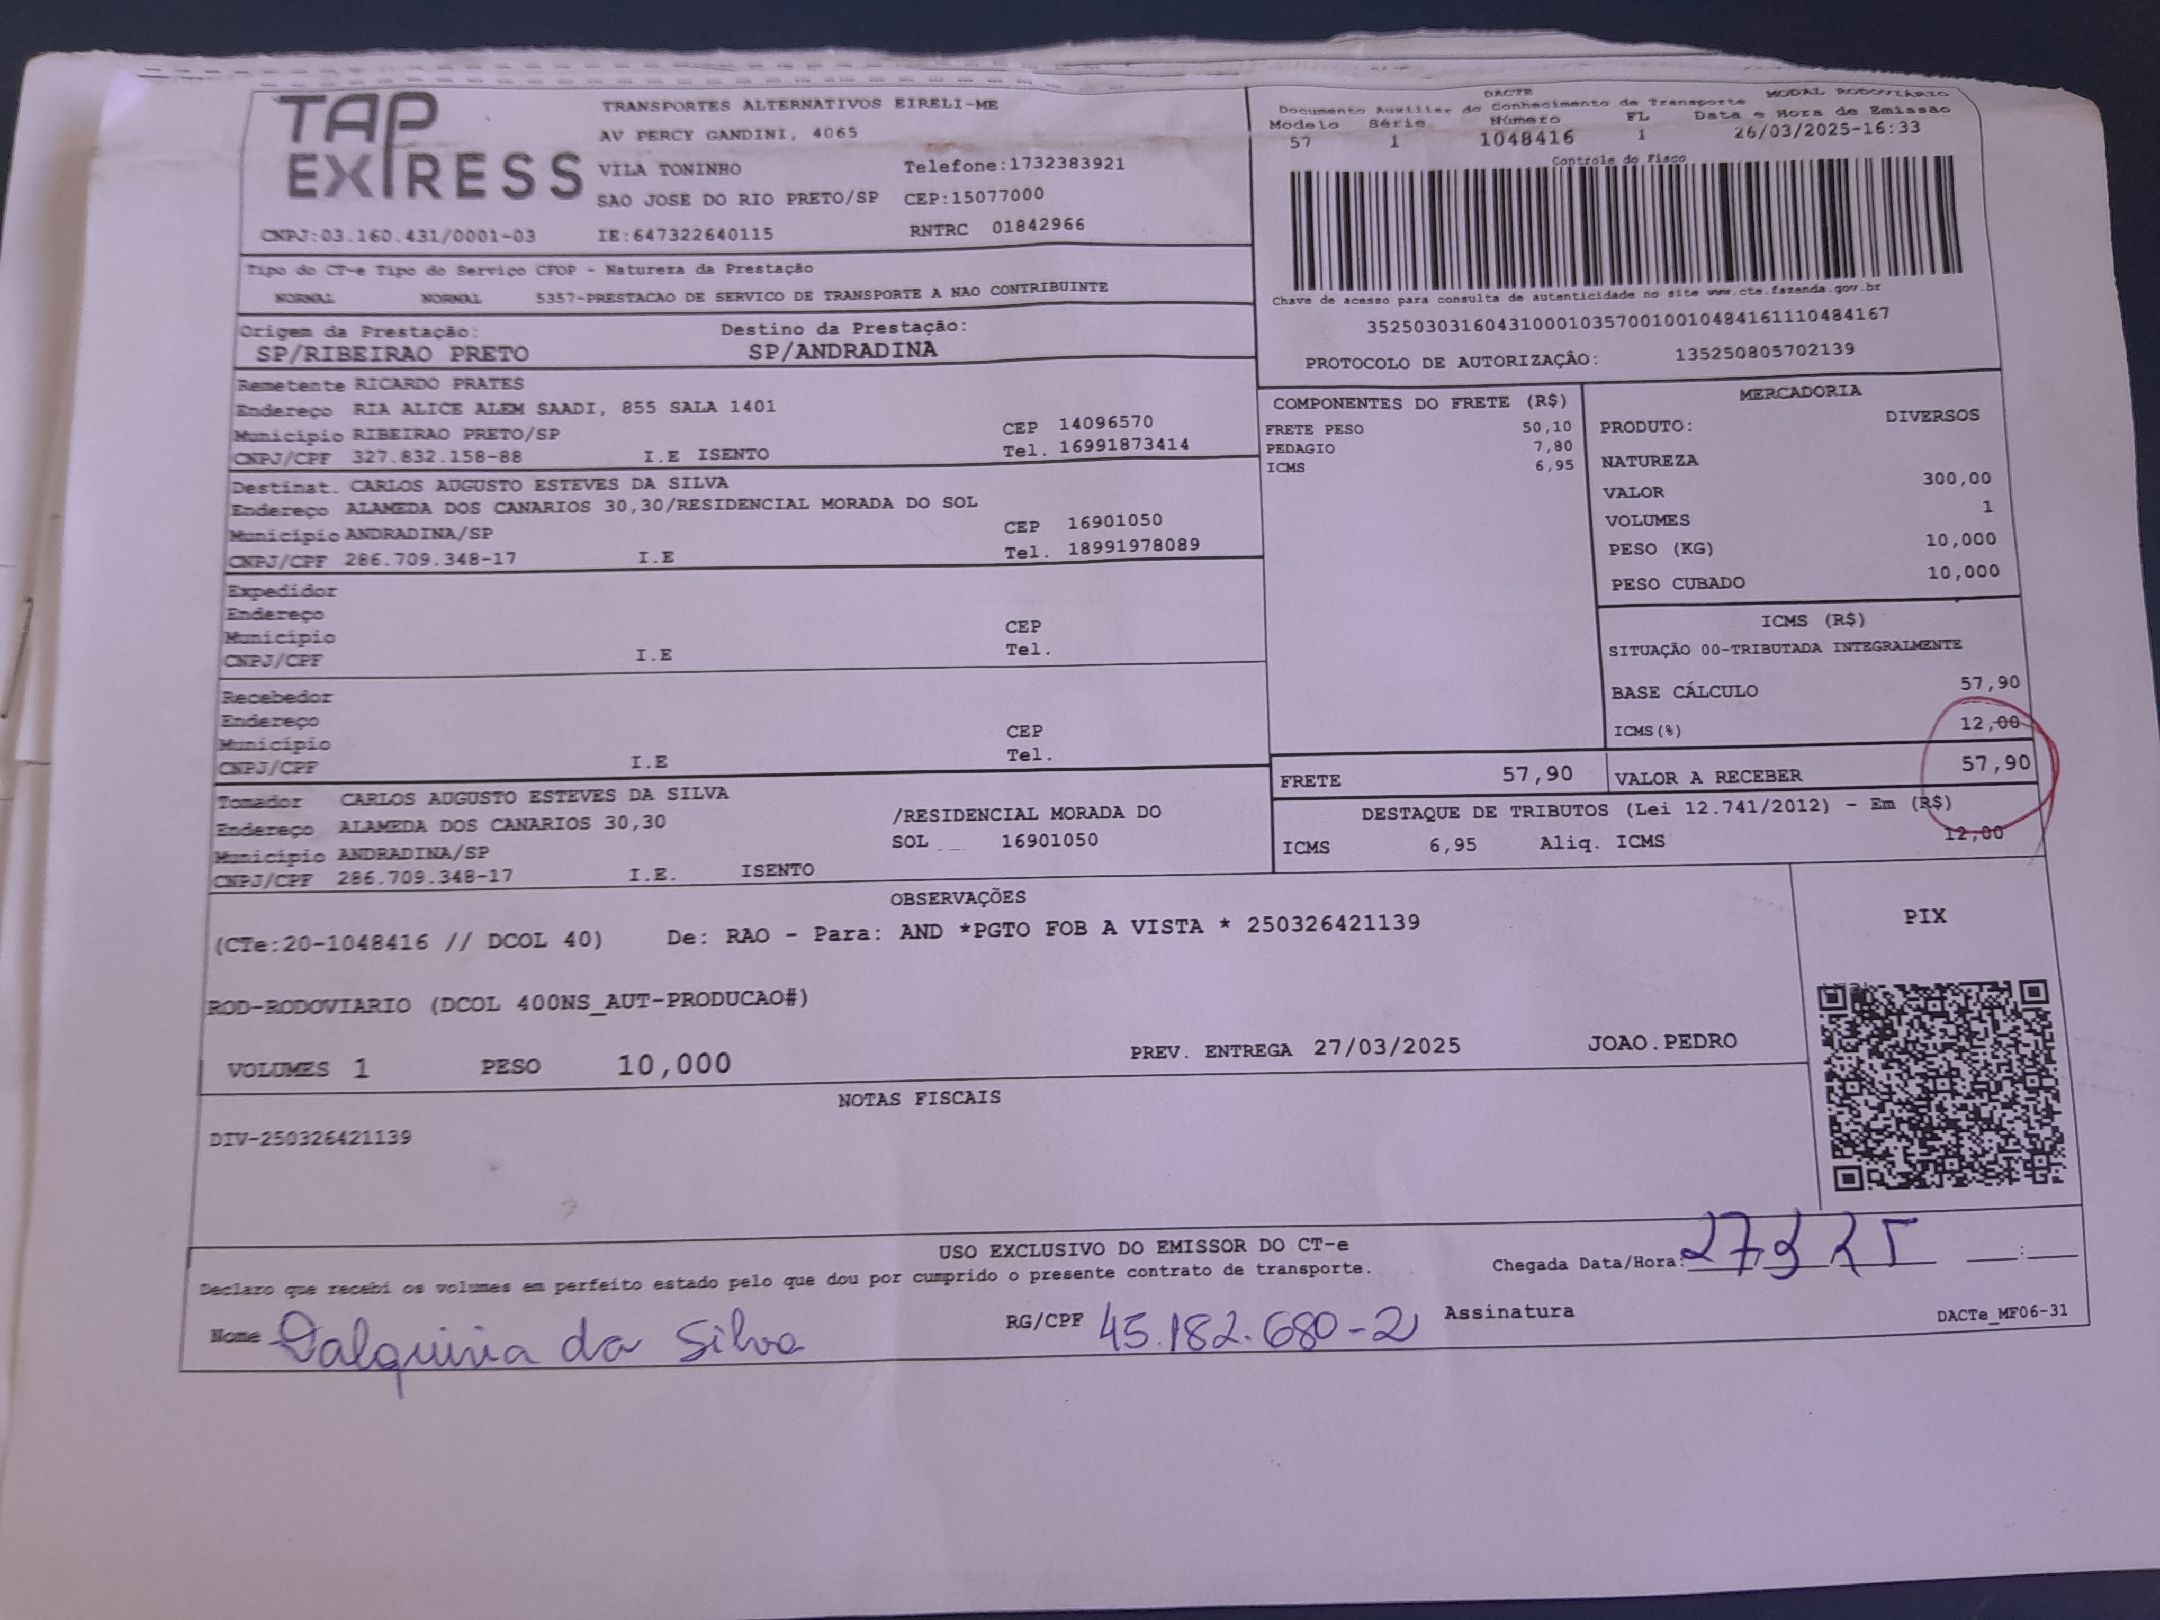 TAP EXPRESS
TRANSPORTES ALTERNATIVOS EIRELI-ME
AV PERCY GANDINI, 4065
VILA TONINHO Telefone:1732383921
SAO JOSE DO RIO PRETO/SP CEP:15077000
CNPJ:03.160.431/0001-03 IE:647322640115 RNTRC 01842966
DACTE MODAL RODOVIÁRIO
Documento Auxiliar do Conhecimento de Transporte
Modelo Série Número FL Data e Hora de Emissão
57 1 1048416 1 26/03/2025-16:33
Controle do Fisco
Chave de acesso para consulta de autenticidade no site www.cte.fazenda.gov.br
35250303160431000103570010010484161110484167
PROTOCOLO DE AUTORIZAÇÂO: 135250805702139
Tipo do CT-e Tipo do Serviço CFOP - Natureza da Prestação
NORMAL NORMAL 5357-PRESTACAO DE SERVICO DE TRANSPORTE A NAO CONTRIBUINTE
Origem da Prestação: Destino da Prestação:
SP/RIBEIRAO PRETO SP/ANDRADINA
Remetente RICARDO PRATES
Endereço RIA ALICE ALEM SAADI, 855 SALA 1401
Município RIBEIRAO PRETO/SP CEP 14096570
CNPJ/CPF 327.832.158-88 I.E ISENTO Tel. 16991873414
Destinat. CARLOS AUGUSTO ESTEVES DA SILVA
Endereço ALAMEDA DOS CANARIOS 30,30/RESIDENCIAL MORADA DO SOL
Município ANDRADINA/SP CEP 16901050
CNPJ/CPF 286.709.348-17 I.E Tel. 18991978089
Expedidor
Endereço
Município CEP
CNPJ/CPF I.E Tel.
Recebedor
Endereço
Município CEP
CNPJ/CPF I.E Tel.
Tomador CARLOS AUGUSTO ESTEVES DA SILVA
Endereço ALAMEDA DOS CANARIOS 30,30 /RESIDENCIAL MORADA DO
Município ANDRADINA/SP SOL 16901050
CNPJ/CPF 286.709.348-17 I.E. ISENTO
COMPONENTES DO FRETE (R$)
FRETE PESO 50,10
PEDAGIO 7,80
ICMS 6,95
MERCADORIA
PRODUTO: DIVERSOS
NATUREZA
VALOR 300,00
VOLUMES 1
PESO (KG) 10,000
PESO CUBADO 10,000
ICMS (R$)
SITUAÇÃO 00-TRIBUTADA INTEGRALMENTE
BASE CÁLCULO 57,90
ICMS(%) 12,00
FRETE 57,90 VALOR A RECEBER 57,90
DESTAQUE DE TRIBUTOS (Lei 12.741/2012) - Em (R$)
ICMS 6,95 Aliq. ICMS 12,00
OBSERVAÇÕES
(CTe:20-1048416 // DCOL 40) De: RAO - Para: AND *PGTO FOB A VISTA * 250326421139
ROD-RODOVIARIO (DCOL 400NS_AUT-PRODUCAO#)
VOLUMES 1 PESO 10,000 PREV. ENTREGA 27/03/2025 JOAO.PEDRO
PIX
NOTAS FISCAIS
DIV-250326421139
USO EXCLUSIVO DO EMISSOR DO CT-e
Declaro que recebi os volumes em perfeito estado pelo que dou por cumprido o presente contrato de transporte.
Chegada Data/Hora: 27 3 25 __:__
Nome Valquiria da Silva RG/CPF 45.182.680-2 Assinatura
DACTe_MF06-31